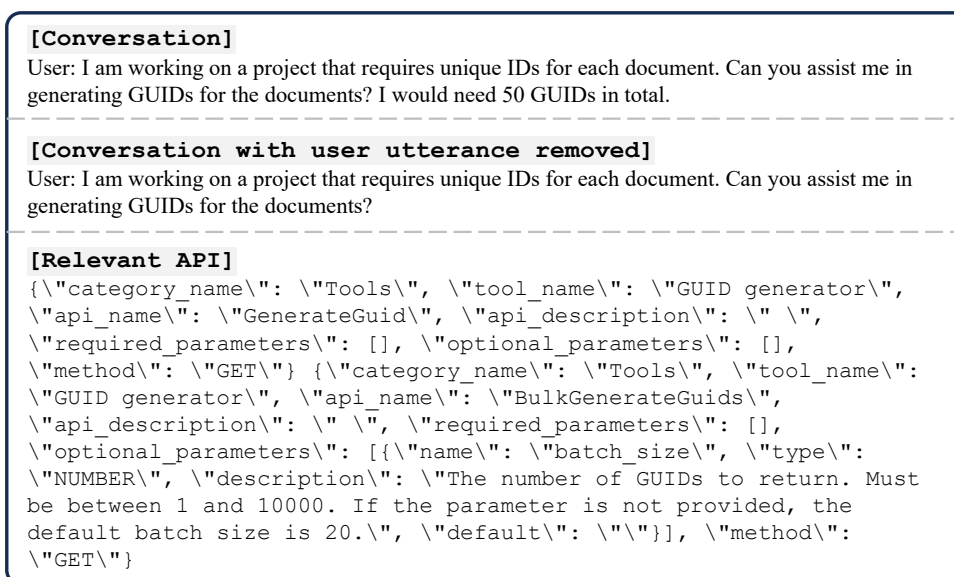 [Conversation]
User: I am working on a project that requires unique IDs for each document. Can you assist me in
generating GUIDs for the documents? I would need 50 GUIDs in total.
[Conversation with user utterance removed]
User: I am working on a project that requires unique IDs for each document. Can you assist me in
generating GUIDs for the documents?
[Relevant API]
{\"category_name\": \"Tools\", \"tool_name\": \"GUID generator\",
\"api_name\": \"GenerateGuid\", \"api_description\": \" \",
\"required_parameters\": [], \"optional_parameters\": [],
\"method\": \"GET\"} {\"category_name\": \"Tools\", \"tool_name\":
\"GUID generator\", \"api_name\": \"BulkGenerateGuids\",
\"api_description\": \" \", \"required_parameters\": [],
\"optional_parameters\": [{\"name\": \"batch_size\", \"type\":
\"NUMBER\", \"description\": \"The number of GUIDs to return. Must
be between 1 and 10000. If the parameter is not provided, the
default batch size is 20.\", \"default\": \"\"}], \"method\":
\"GET\"}